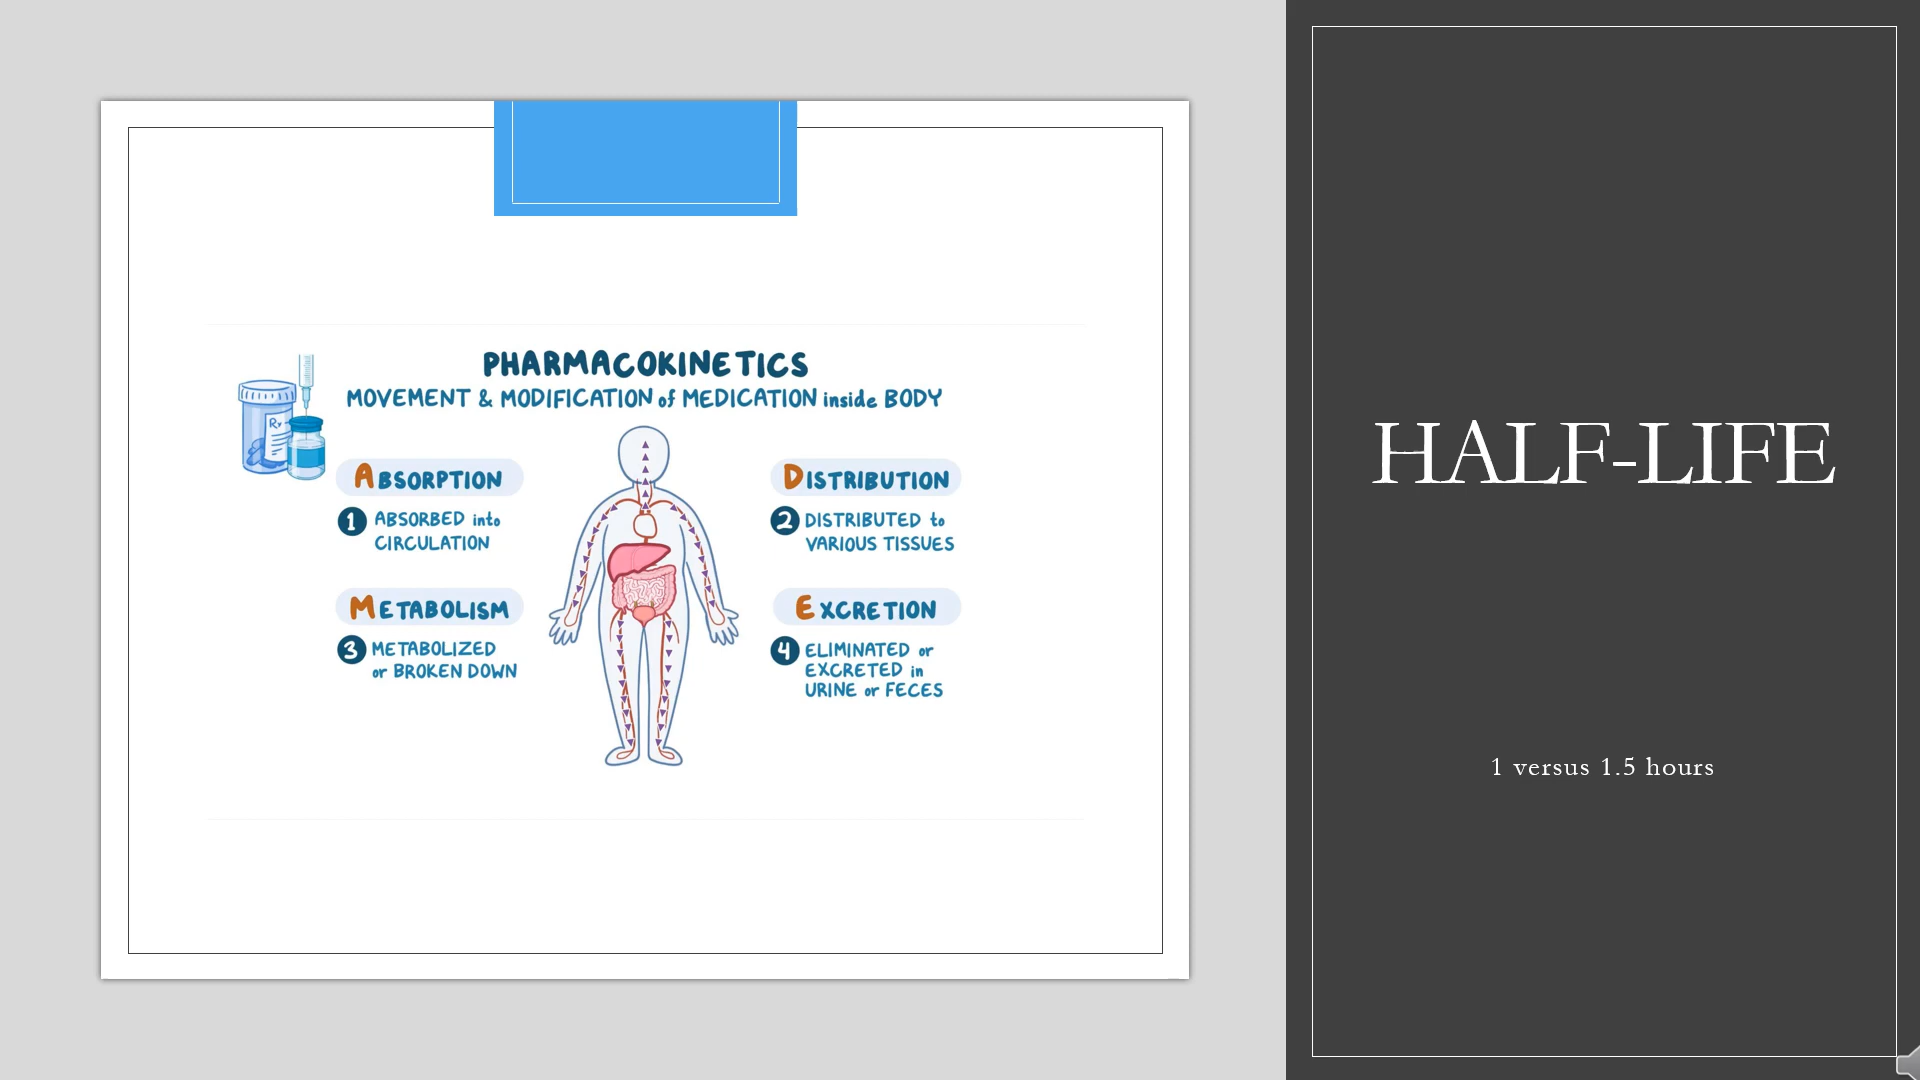 PHARMACOKINETICS
MOVEMENT & MODIFICATION of MEDICATION inside BODY
Rx
ABSORPTION
1 ABSORBED into
CIRCULATION
DISTRIBUTION
2 DISTRIBUTED to
VARIOUS TISSUES
METABOLISM
3 METABOLIZED
or BROKEN DOWN
EXCRETION
4 ELIMINATED or
EXCRETED in
URINE or FECES
HALF-LIFE
1 versus 1.5 hours